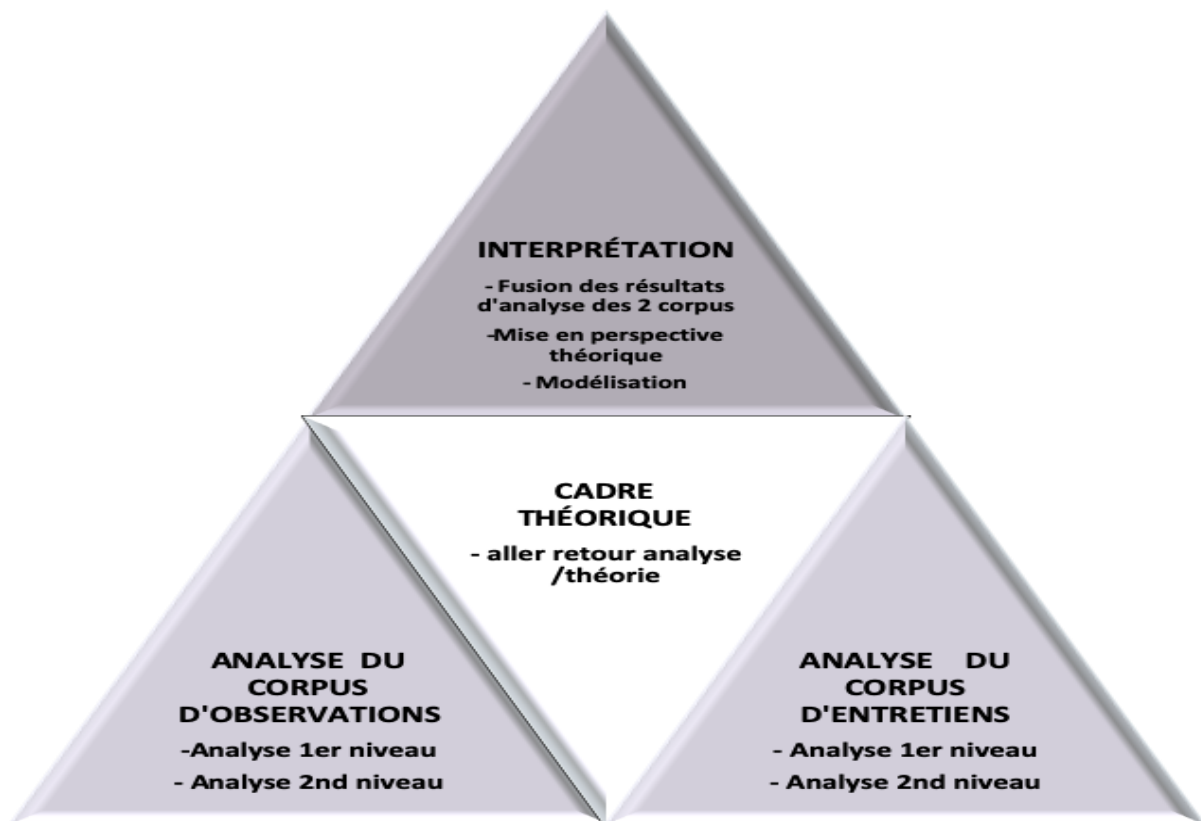 INTERPRÉTATION
- Fusion des résultats
d'analyse des 2 corpus
-Mise en perspective
théorique
- Modélisation
CADRE
THÉORIQUE
- aller retour analyse
/théorie
ANALYSE DU
CORPUS
D'OBSERVATIONS
-Analyse 1er niveau
- Analyse 2nd niveau
ANALYSE DU
CORPUS
D'ENTRETIENS
- Analyse 1er niveau
- Analyse 2nd niveau